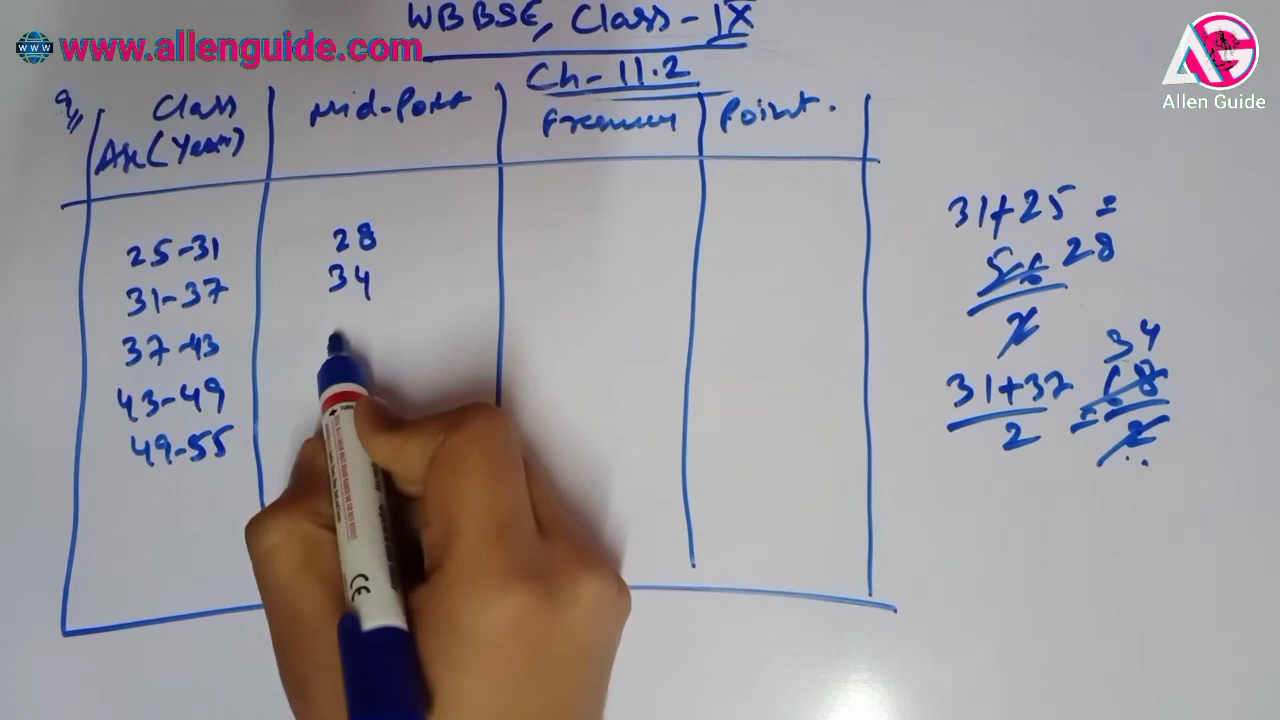 WBBSE, Class - IX
www.allenguide.com
Ch - 11.2
AG
Allen Guide
q,,
Class
Age (Year)
Mid-Point
Frequency
Point.
25-31 28
31-37 34
37-43
43-49
49-55
31+25 =
56 28
2
31+37 = 68 34
2 2
CE